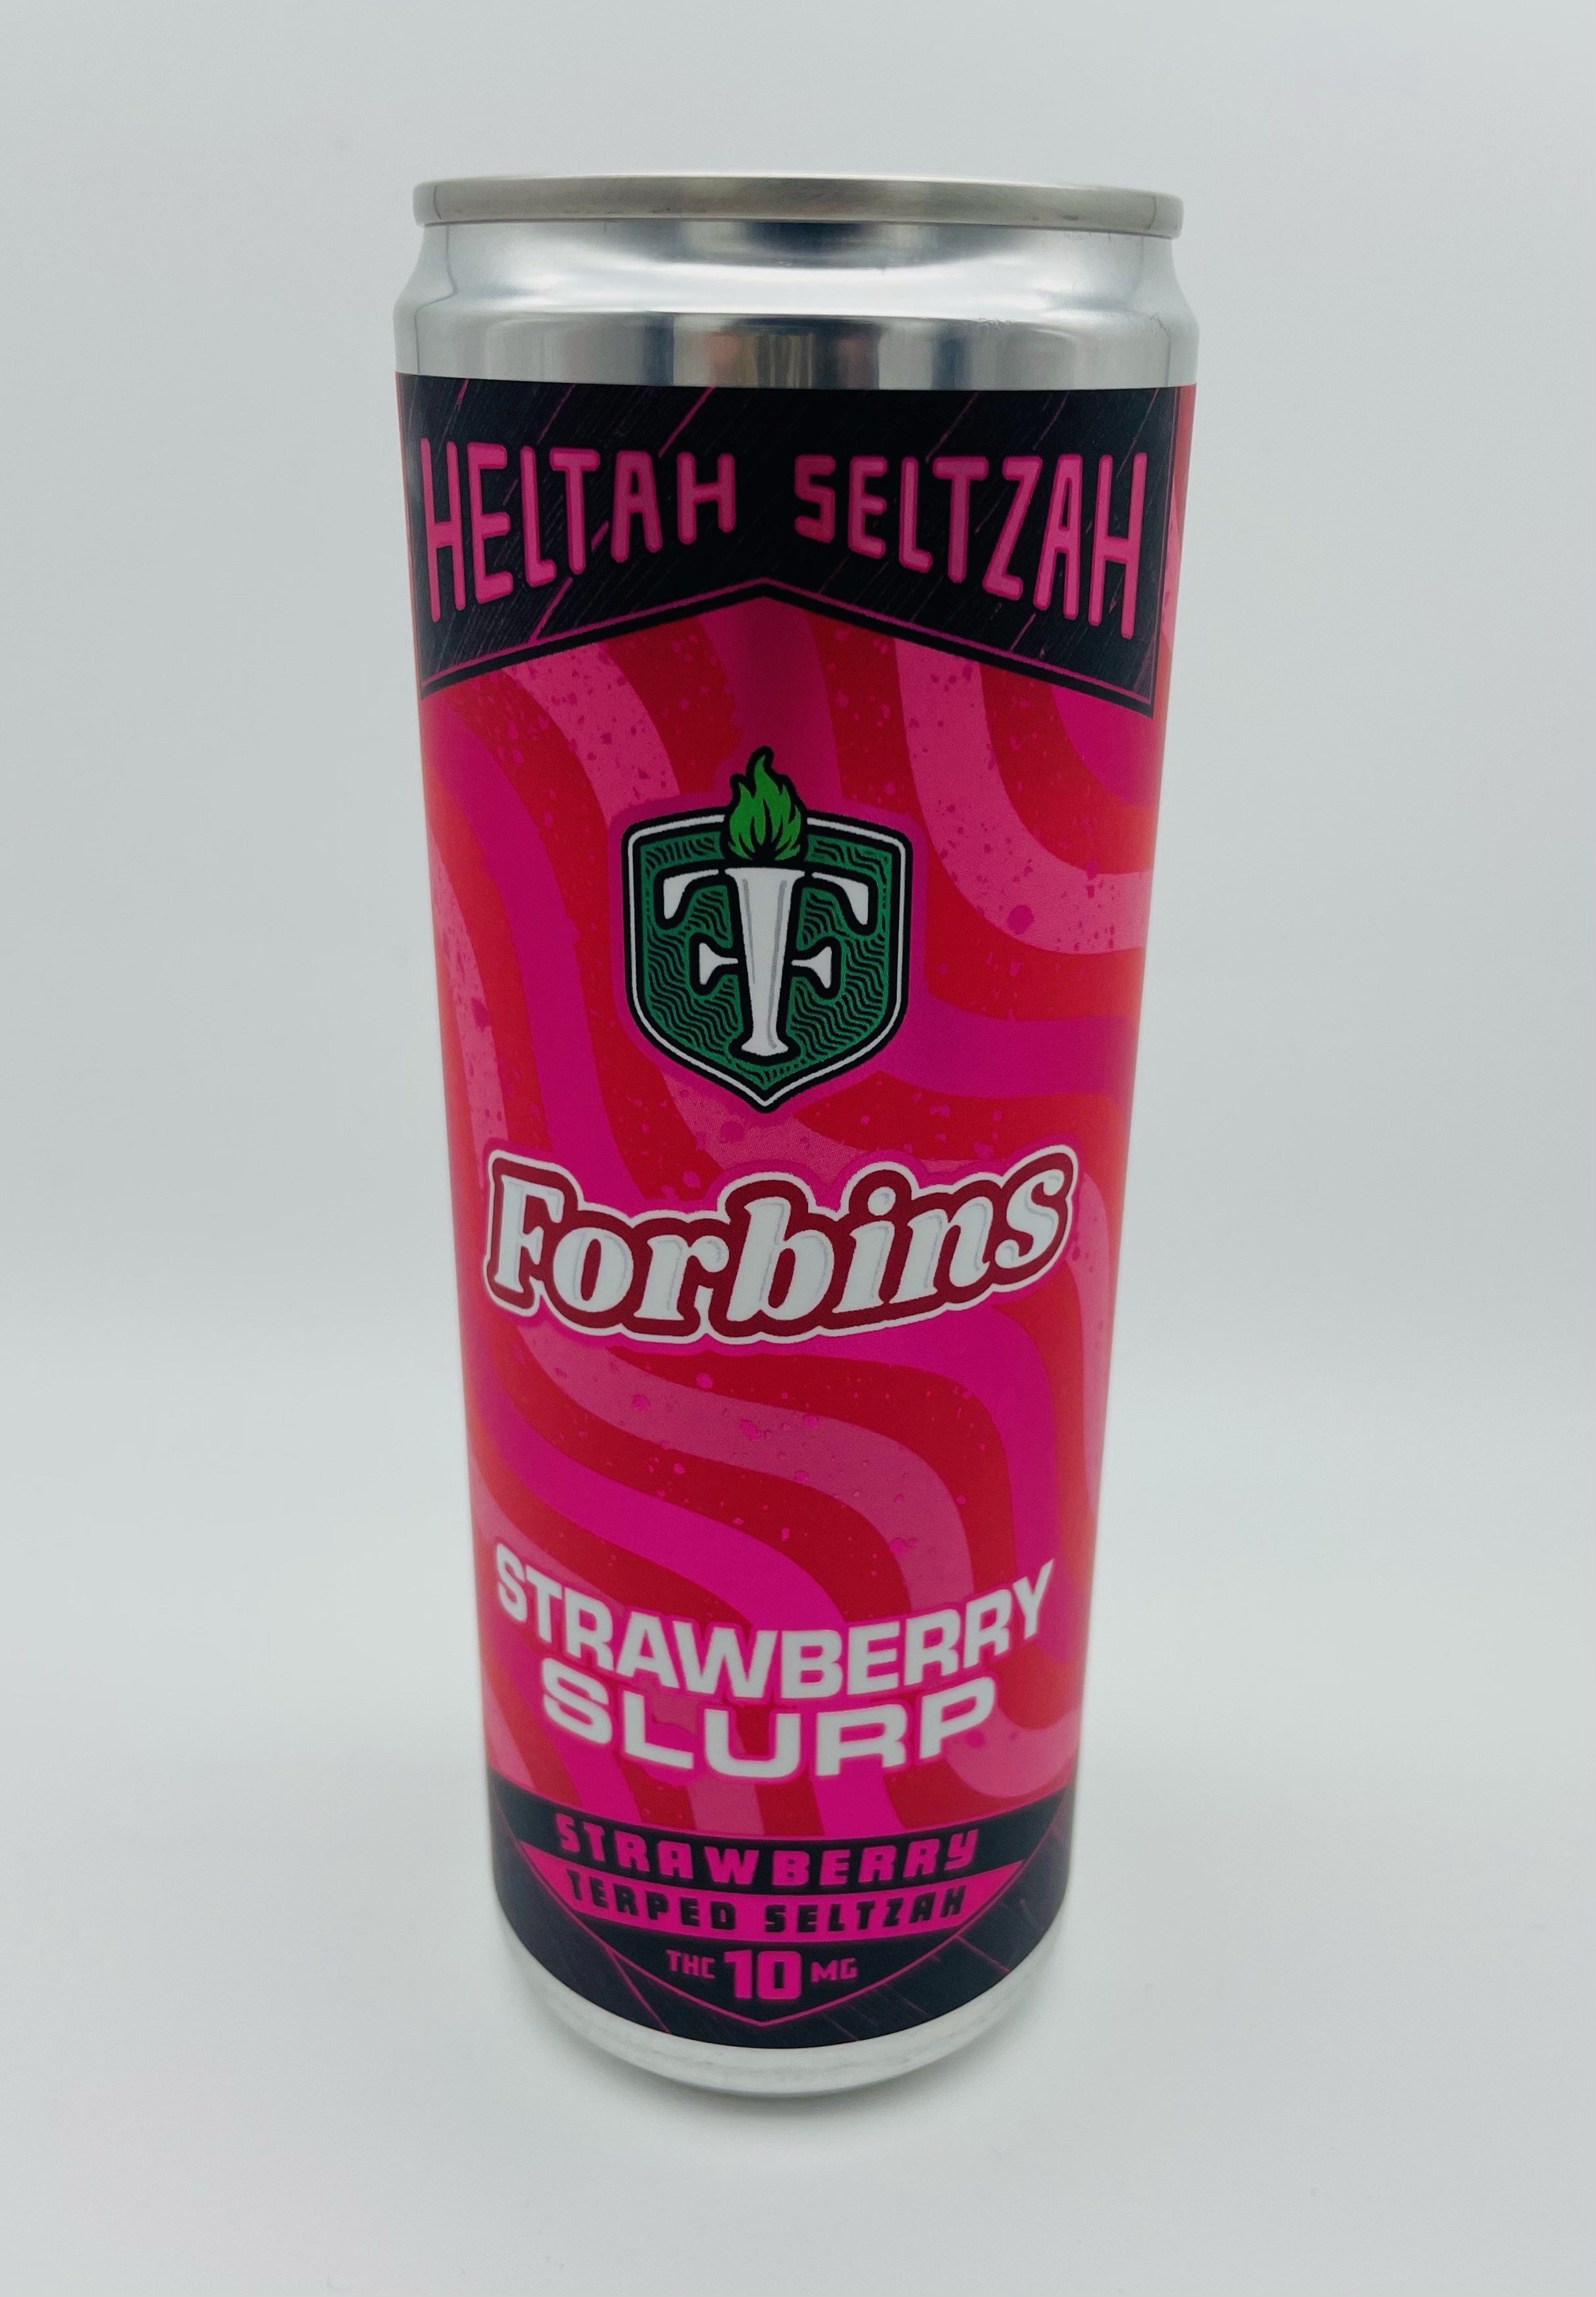 HELTAH SELTZAH
Forbins
STRAWBERRY
SLURP
STRAWBERRY
TERPED SELTZAH
THC 10 MG